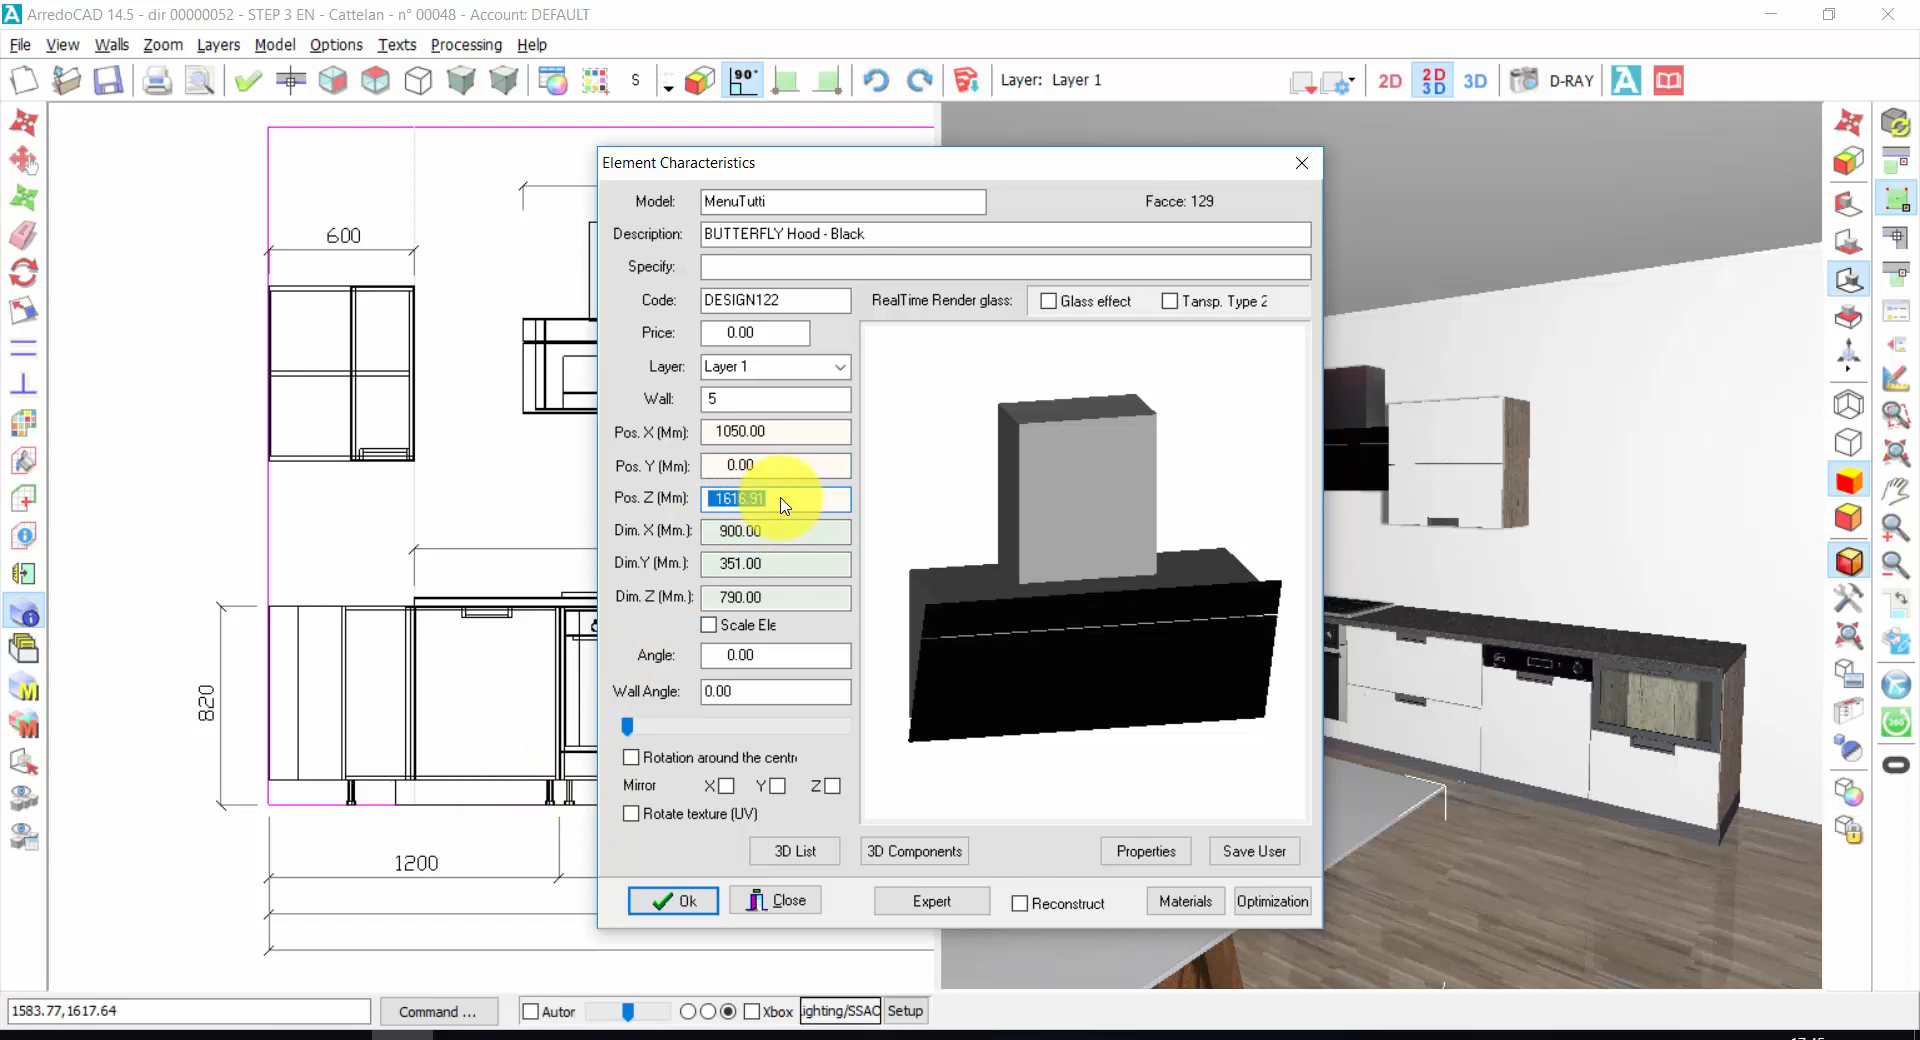 ArredoCAD 14.5 - dir 00000052 - STEP 3 EN - Cattelan - n° 00048 - Account: DEFAULT
File View Walls Zoom Layers Model Options Texts Processing Help
S 90° Layer: Layer 1 2D 2D 3D 3D D-RAY
Element Characteristics
Model: MenuTutti Facce: 129
Description: BUTTERFLY Hood - Black
Specify:
Code: DESIGN122 RealTime Render glass: Glass effect Tansp. Type 2
Price: 0.00
Layer: Layer 1
Wall: 5
Pos. X (Mm): 1050.00
Pos. Y (Mm): 0.00
Pos. Z (Mm): 1616.91
Dim. X (Mm.): 900.00
Dim.Y (Mm.): 351.00
Dim. Z (Mm.): 790.00
Scale Ele
Angle: 0.00
Wall Angle: 0.00
Rotation around the centr
Mirror X Y Z
Rotate texture (UV)
3D List 3D Components Properties Save User
Ok Close Expert Reconstruct Materials Optimization
600
820
1200
M
M
360
1583.77,1617.64 Command ... Autor Xbox ighting/SSAO Setup